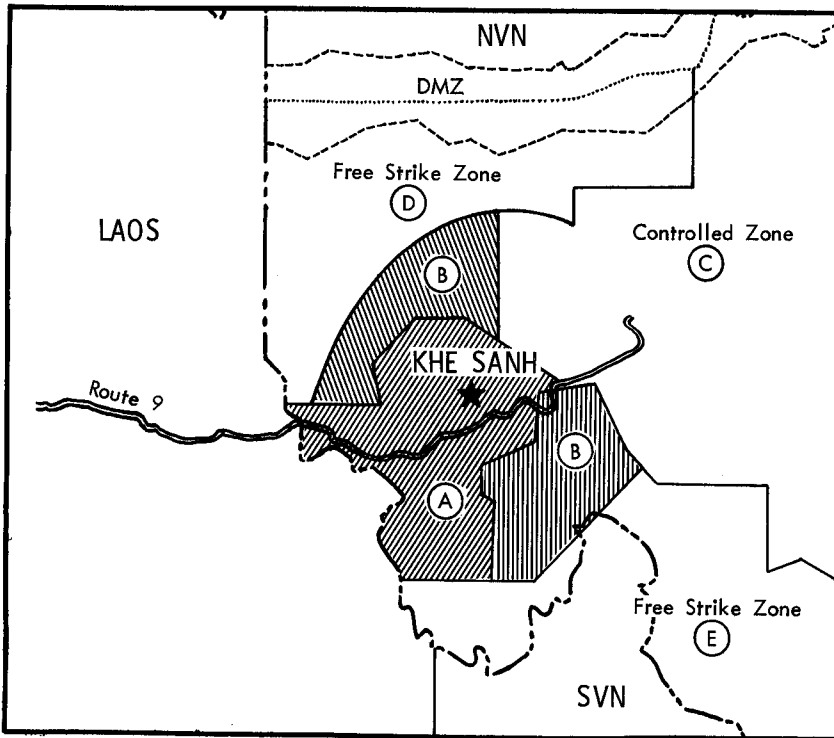 NVN
DMZ
Free Strike Zone
D
LAOS
Controlled Zone
C
B
KHE SANH
Route 9
B
A
Free Strike Zone
E
SVN